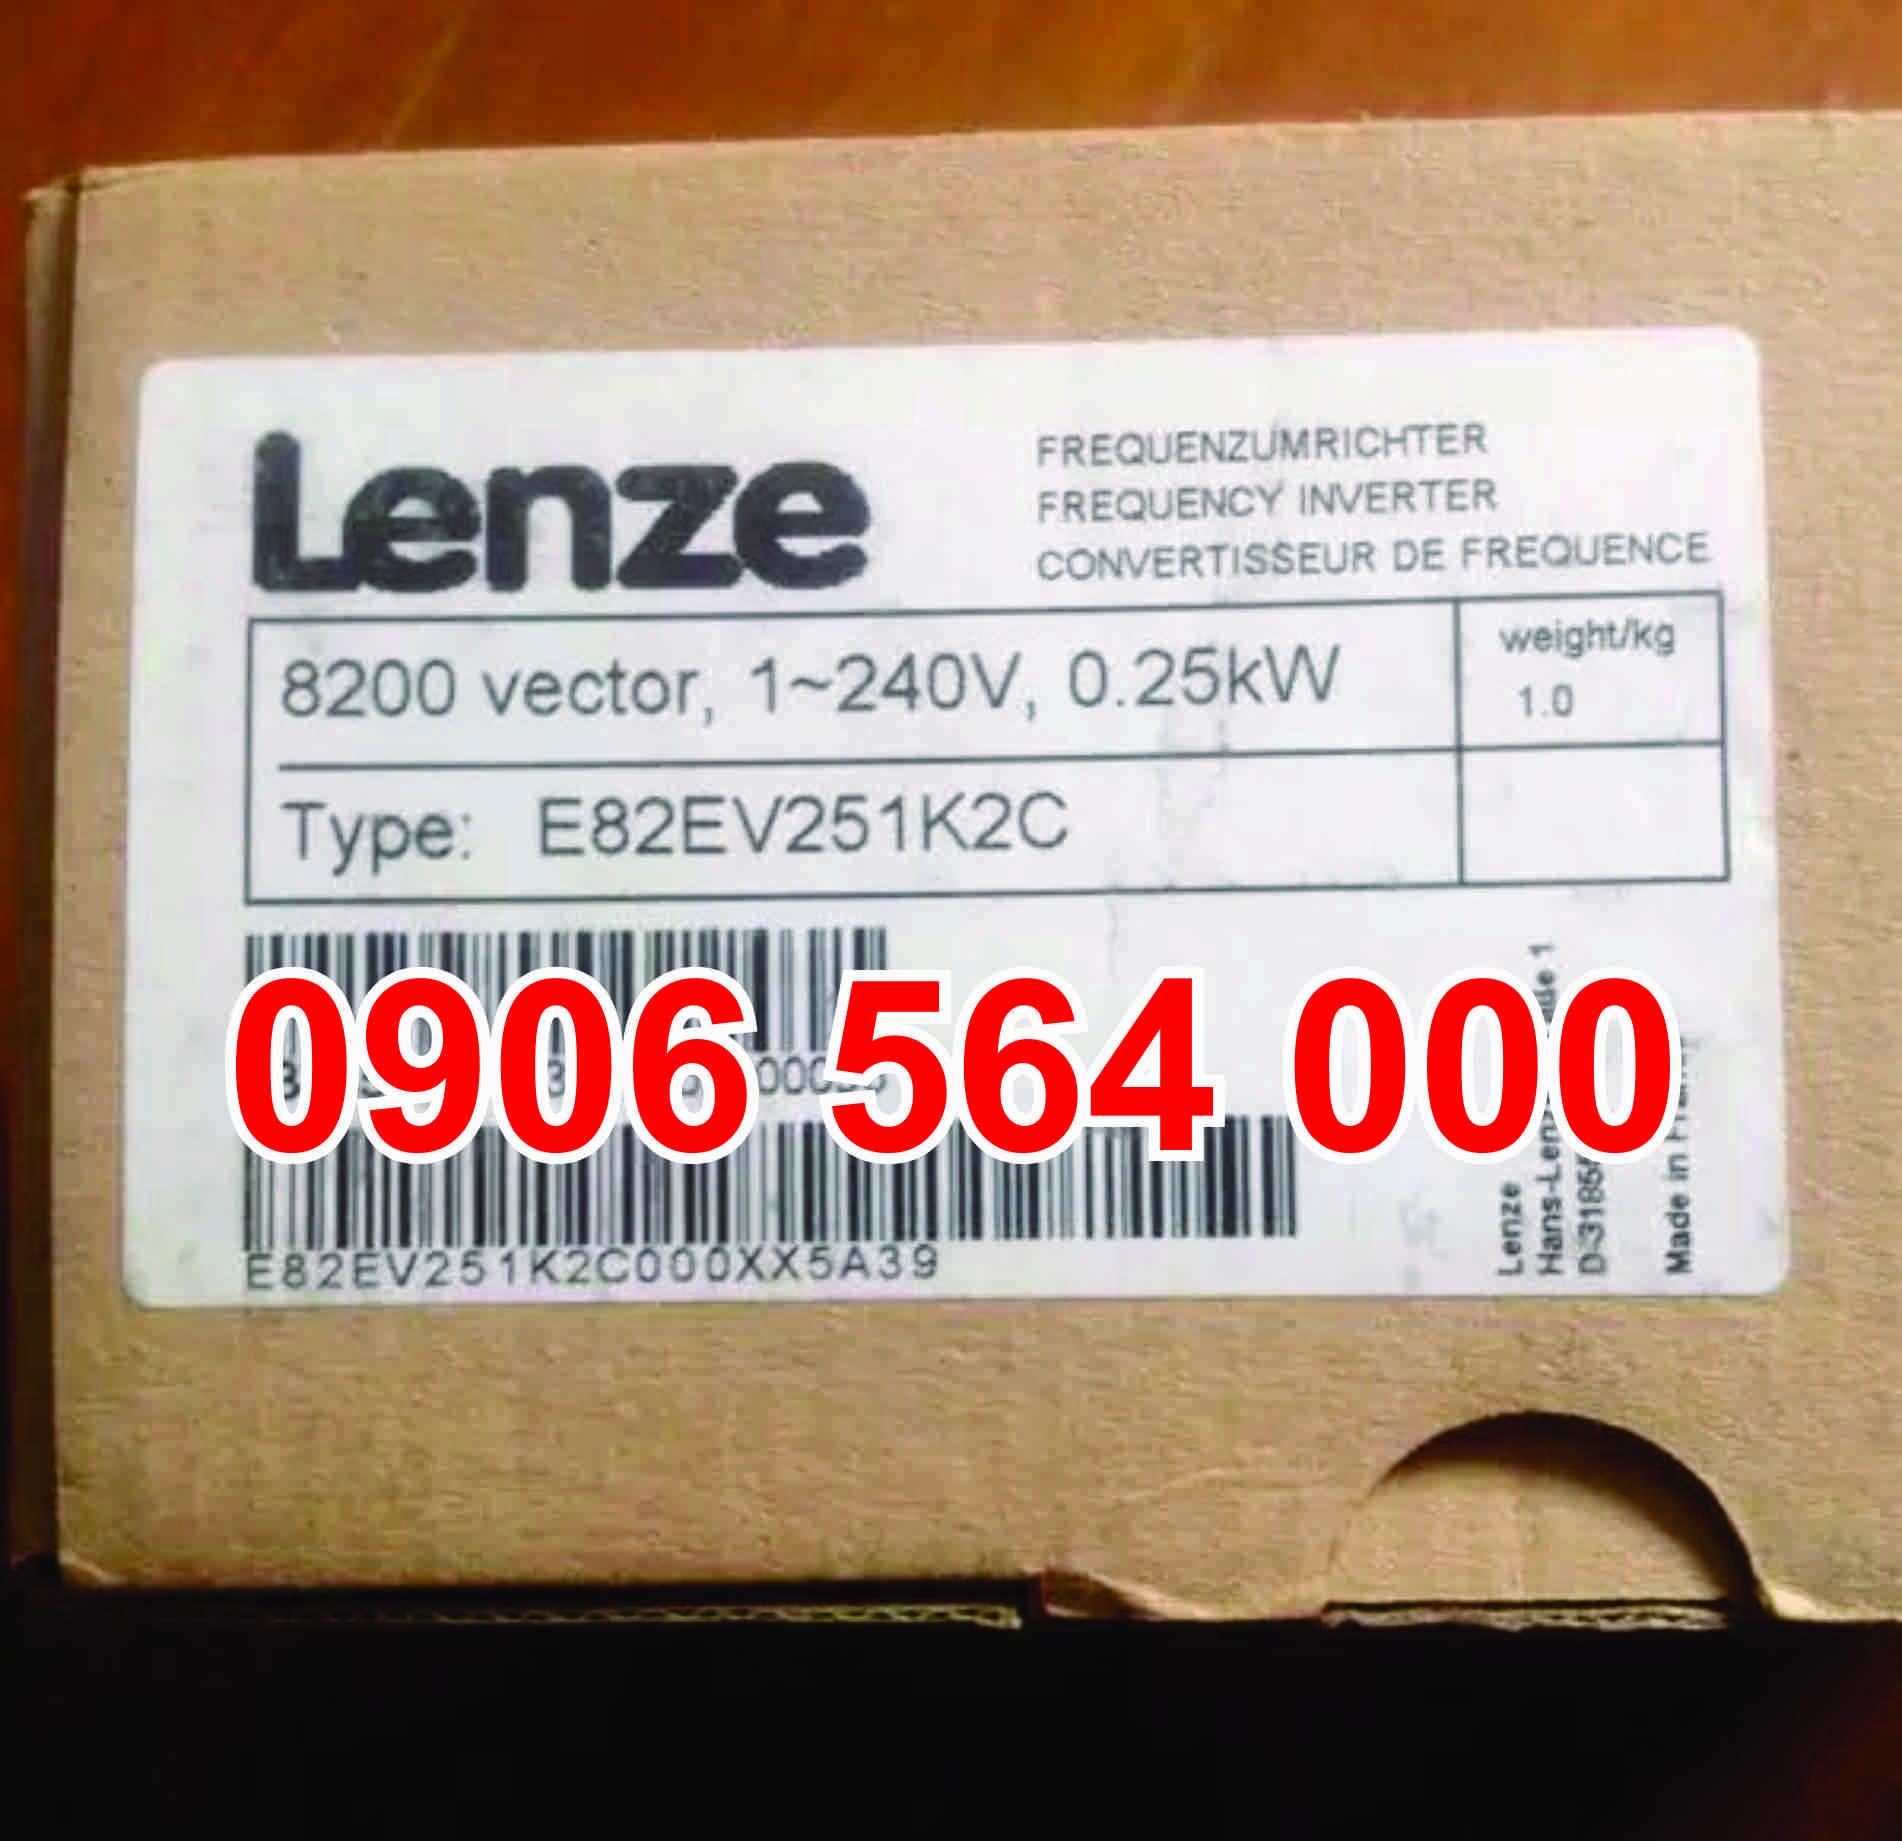 Lenze
FREQUENZUMRICHTER
FREQUENCY INVERTER
CONVERTISSEUR DE FREQUENCE
8200 vector, 1~240V, 0.25kW
weight/kg
1.0
Type: E82EV251K2C
0906 564 000
E82EV251K2C000XX5A39
Lenze
Made in